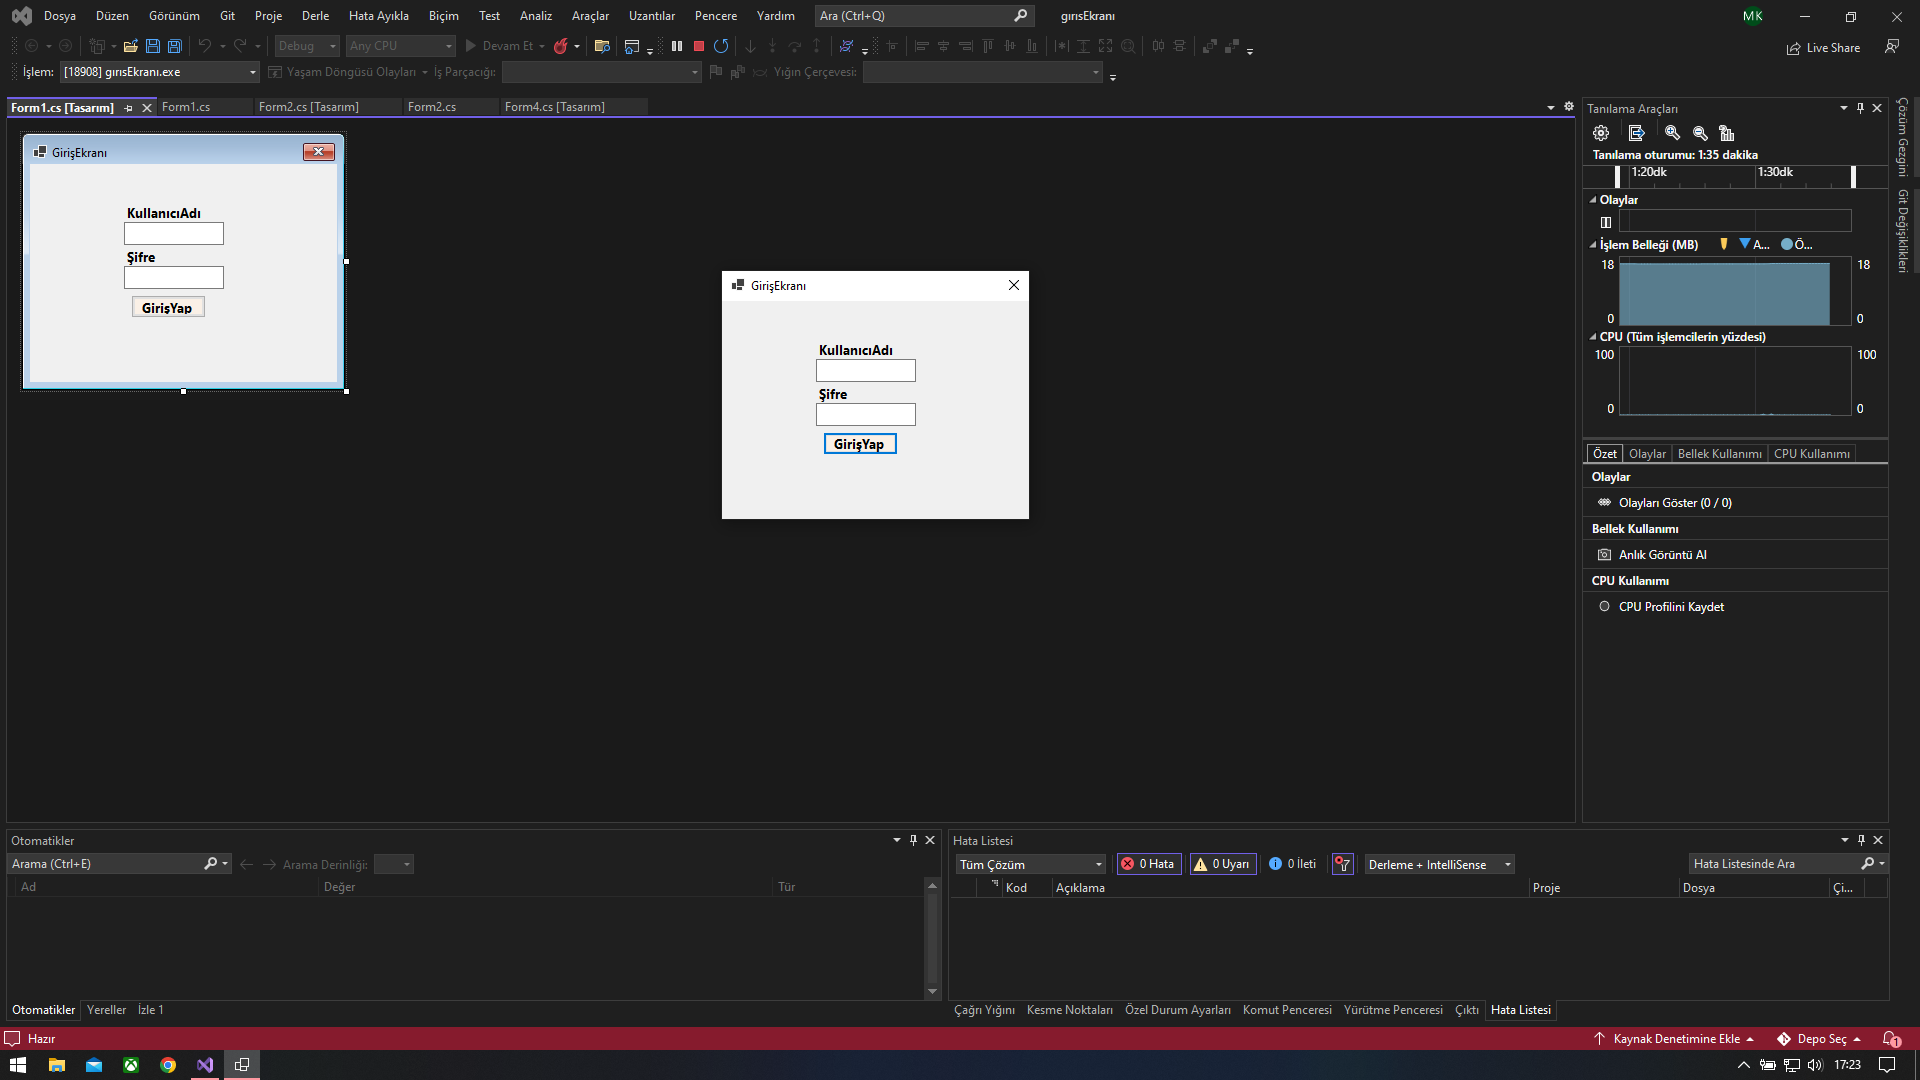 Dosya Düzen Görünüm Git Proje Derle Hata Ayıkla Biçim Test Analiz Araçlar Uzantılar Pencere Yardım Ara (Ctrl+Q) girisEkranı MK
Debug Any CPU Devam Et Live Share
İşlem: [18908] girisEkranı.exe Yaşam Döngüsü Olayları İş Parçacığı: Yığın Çerçevesi:
Form1.cs [Tasarım] Form1.cs Form2.cs [Tasarım] Form2.cs Form4.cs [Tasarım]
GirişEkranı
KullanıcıAdı
Şifre
GirişYap
GirişEkranı
KullanıcıAdı
Şifre
GirişYap
Tanılama Araçları
Tanılama oturumu: 1:35 dakika
1:20dk 1:30dk
Olaylar
İşlem Belleği (MB) A... Ö...
18 18
0 0
CPU (Tüm işlemcilerin yüzdesi)
100 100
0 0
Özet Olaylar Bellek Kullanımı CPU Kullanımı
Olaylar
Olayları Göster (0 / 0)
Bellek Kullanımı
Anlık Görüntü Al
CPU Kullanımı
CPU Profilini Kaydet
Çözüm Gezgini
Git Değişiklikleri
Otomatikler
Arama (Ctrl+E) Arama Derinliği:
Ad Değer Tür
Otomatikler Yereller İzle 1
Hata Listesi
Tüm Çözüm 0 Hata 0 Uyarı 0 İleti Derleme + IntelliSense Hata Listesinde Ara
Kod Açıklama Proje Dosya Çi...
Çağrı Yığını Kesme Noktaları Özel Durum Ayarları Komut Penceresi Yürütme Penceresi Çıktı Hata Listesi
Hazır Kaynak Denetimine Ekle Depo Seç 1
17:23